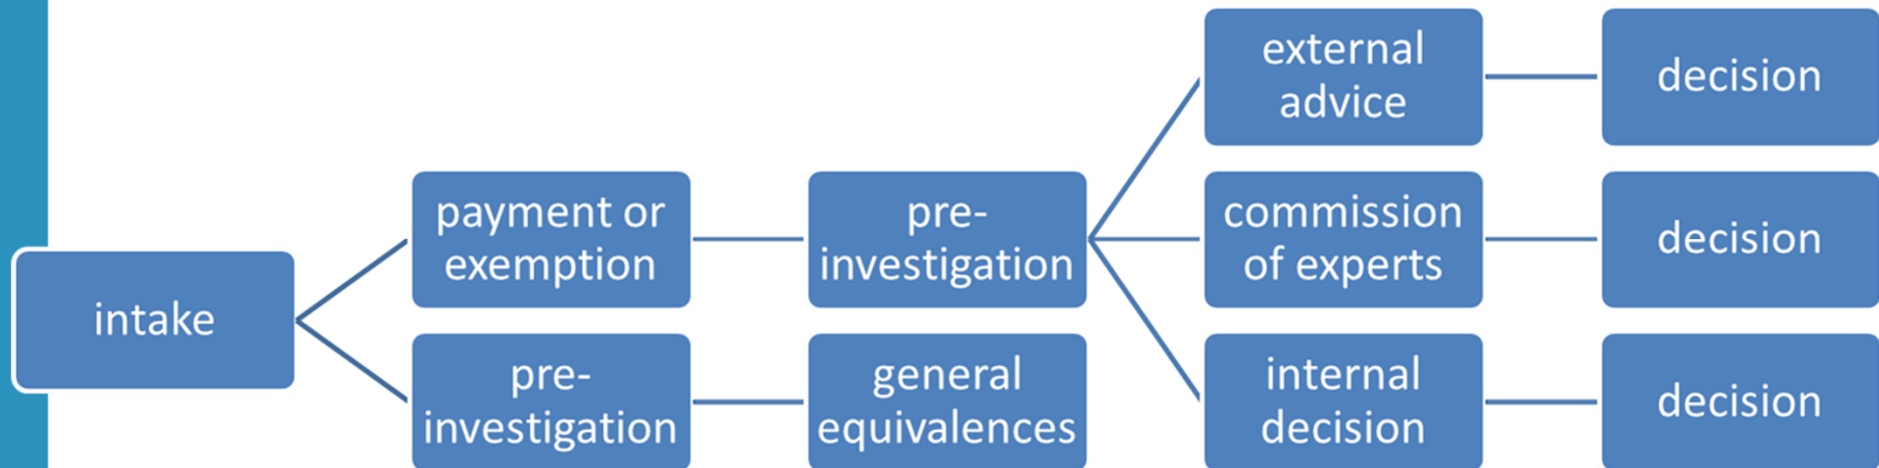 intake
payment or
exemption
pre-
investigation
pre-
investigation
general
equivalences
external
advice
decision
commission
of experts
decision
internal
decision
decision